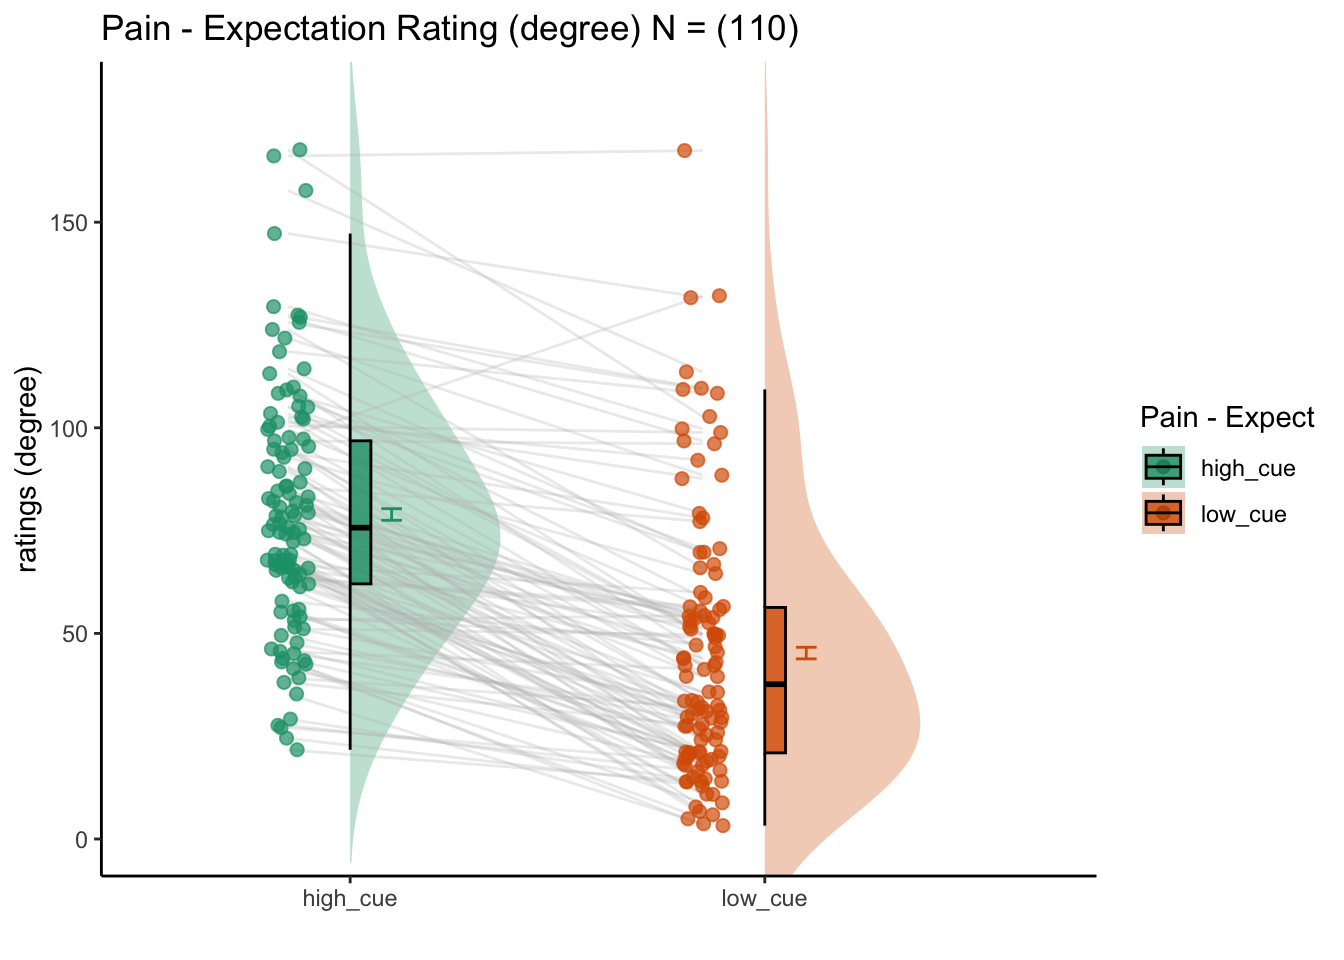 Pain - Expectation Rating (degree) N = (110)
ratings (degree)
150
100
50
0
high_cue
low_cue
Pain - Expect
high_cue
low_cue